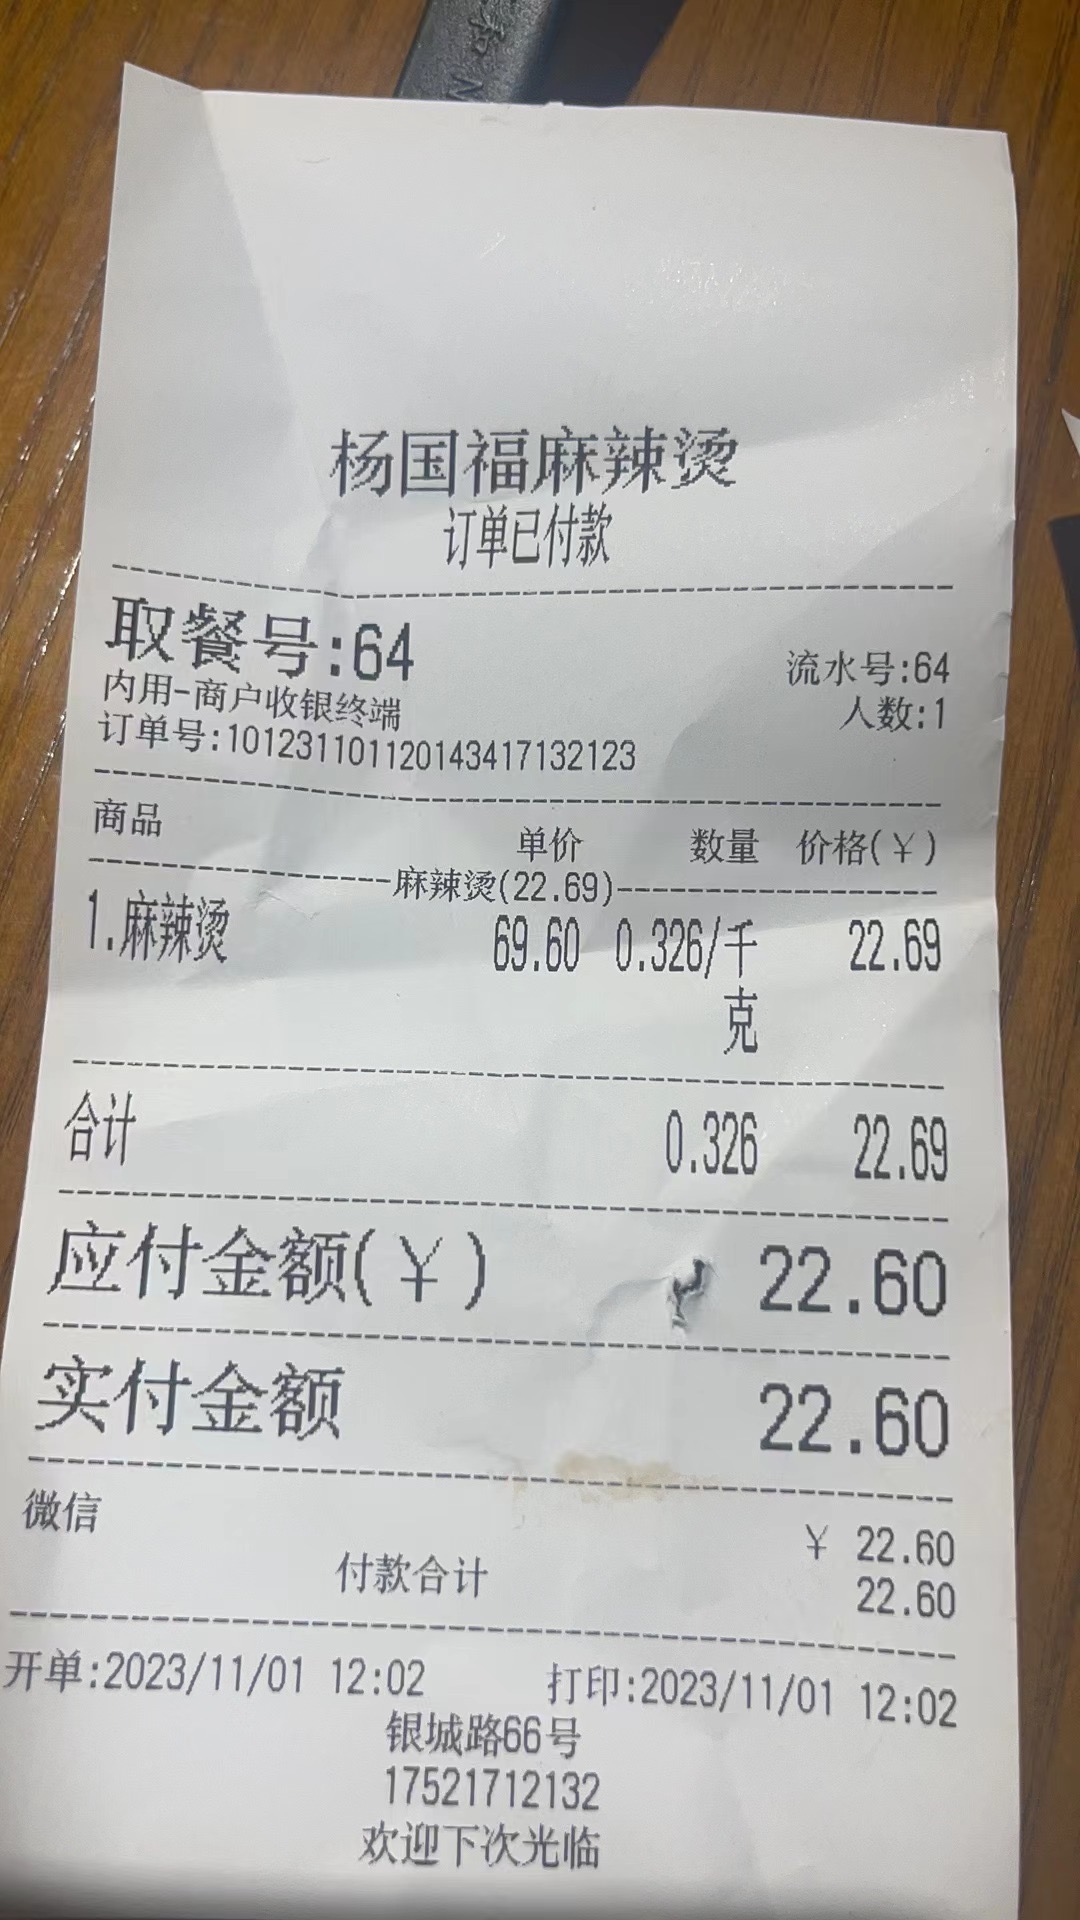 和 N
杨国福麻辣烫
订单已付款
取餐号:64
流水号:64
内用-商户收银终端
人数:1
订单号:101231101120143417132123
商品 单价 数量 价格(¥)
麻辣烫(22.69)
1.麻辣烫 69.60 0.326/千克 22.69
合计 0.326 22.69
应付金额(¥) 22.60
实付金额 22.60
微信 ¥ 22.60
付款合计 22.60
开单:2023/11/01 12:02 打印:2023/11/01 12:02
银城路66号
17521712132
欢迎下次光临